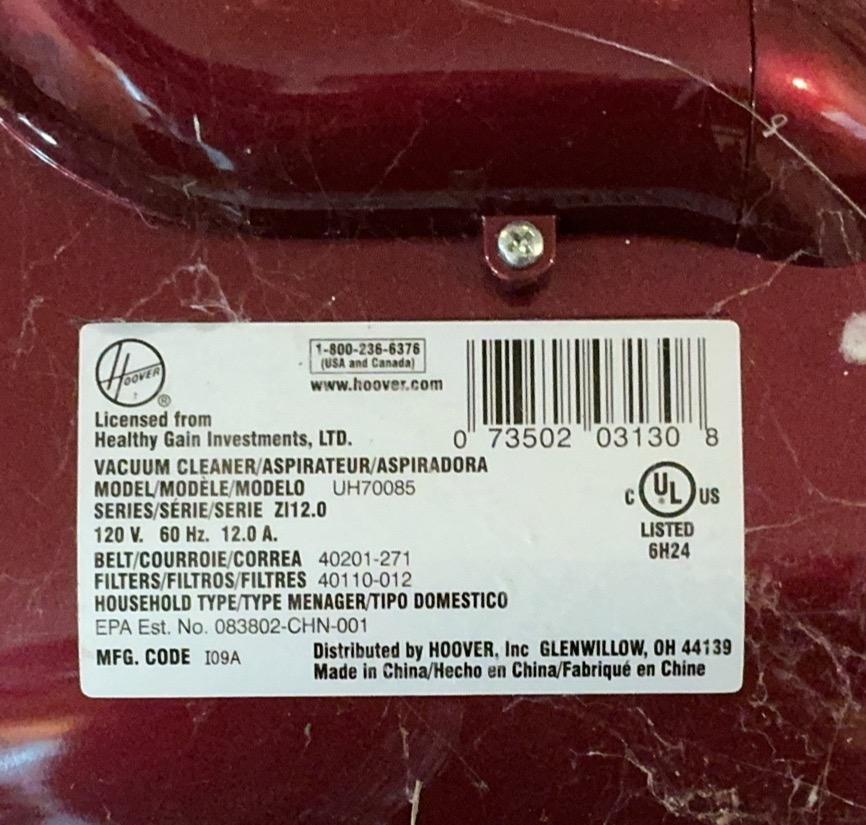 HOOVER
®
1-800-236-6376
(USA and Canada)
www.hoover.com
0 73502 03130 8
Licensed from
Healthy Gain Investments, LTD.
VACUUM CLEANER/ASPIRATEUR/ASPIRADORA
MODEL/MODÈLE/MODELO UH70085
SERIES/SÉRIE/SERIE ZI12.0
120 V. 60 Hz. 12.0 A.
C UL US
LISTED
6H24
BELT/COURROIE/CORREA 40201-271
FILTERS/FILTROS/FILTRES 40110-012
HOUSEHOLD TYPE/TYPE MENAGER/TIPO DOMESTICO
EPA Est. No. 083802-CHN-001
MFG. CODE I09A
Distributed by HOOVER, Inc GLENWILLOW, OH 44139
Made in China/Hecho en China/Fabriqué en Chine